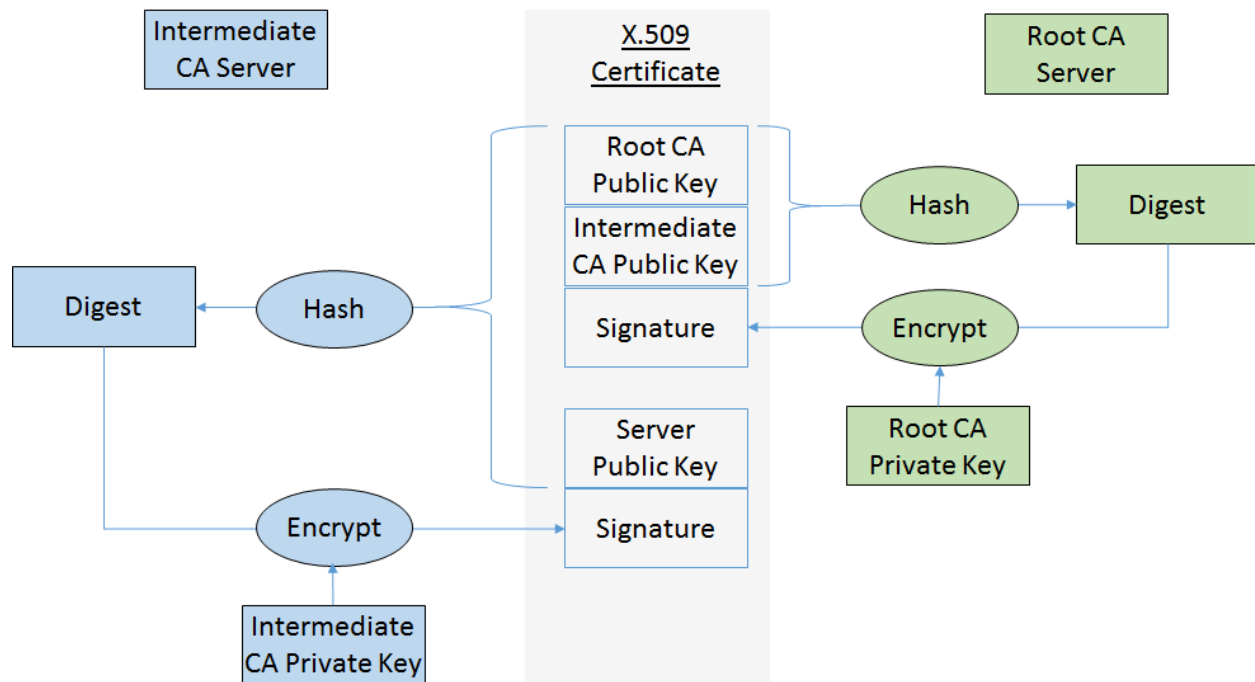 Intermediate
CA Server
X.509
Certificate
Root CA
Server
Root CA
Public Key
Intermediate
CA Public Key
Signature
Server
Public Key
Signature
Hash
Digest
Encrypt
Root CA
Private Key
Hash
Digest
Encrypt
Intermediate
CA Private Key